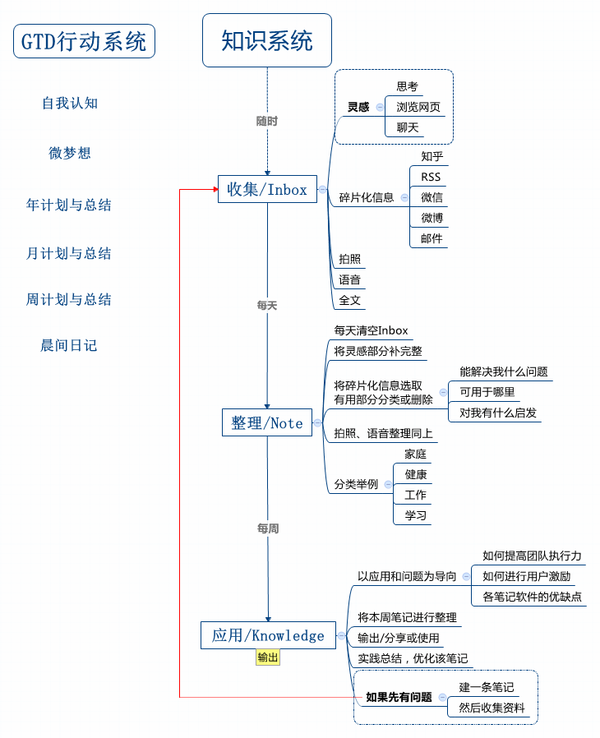 GTD行动系统
自我认知
微梦想
年计划与总结
月计划与总结
周计划与总结
晨间日记
知识系统
随时
收集/Inbox
灵感
思考
浏览网页
聊天
碎片化信息
知乎
RSS
微信
微博
邮件
拍照
语音
全文
每天
整理/Note
每天清空Inbox
将灵感部分补完整
将碎片化信息选取
有用部分分类或删除
能解决我什么问题
可用于哪里
对我有什么启发
拍照、语音整理同上
分类举例
家庭
健康
工作
学习
每周
应用/Knowledge
输出
以应用和问题为导向
如何提高团队执行力
如何进行用户激励
各笔记软件的优缺点
将本周笔记进行整理
输出/分享或使用
实践总结，优化该笔记
如果先有问题
建一条笔记
然后收集资料